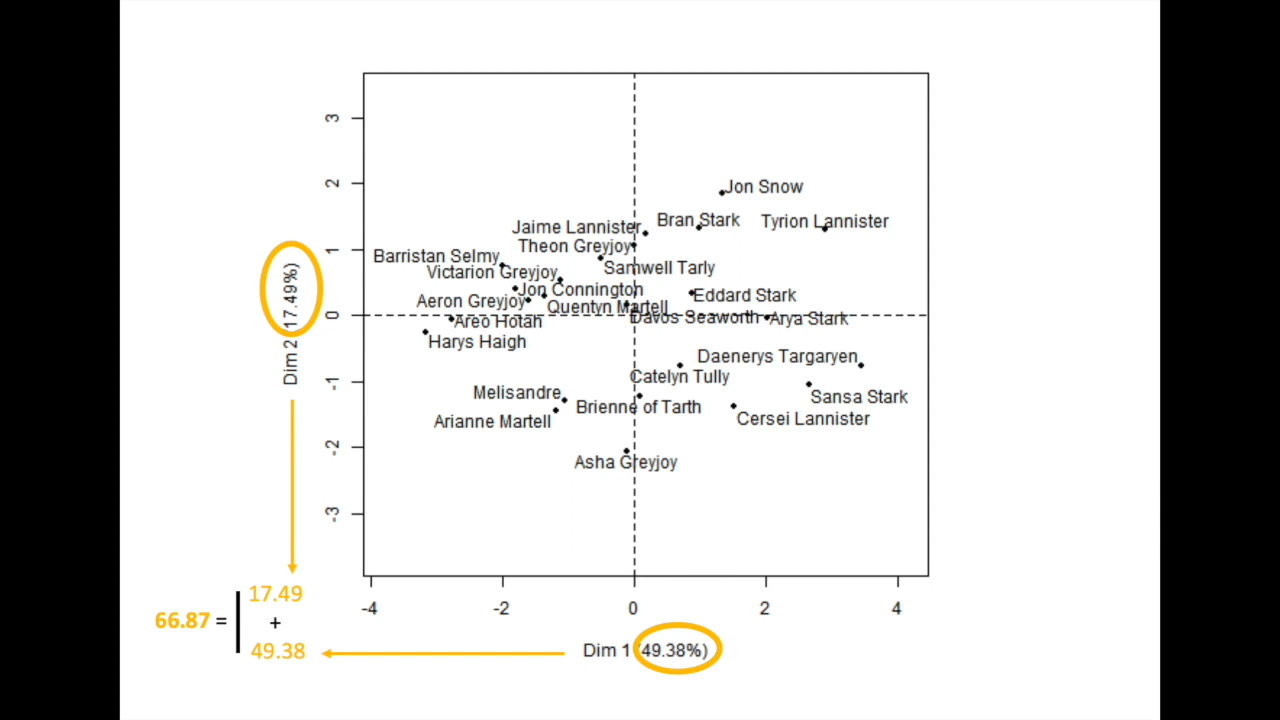 3
2
1
0
-1
-2
-3
Dim 2 (17.49%)
Jon Snow
Bran Stark
Tyrion Lannister
Jaime Lannister
Theon Greyjoy
Barristan Selmy
Samwell Tarly
Victarion Greyjoy
Jon Connington
Eddard Stark
Aeron Greyjoy
Quentyn Martell
Davos Seaworth
Arya Stark
Areo Hotah
Harys Haigh
Daenerys Targaryen
Catelyn Tully
Melisandre
Sansa Stark
Brienne of Tarth
Arianne Martell
Cersei Lannister
Asha Greyjoy
-4 -2 0 2 4
Dim 1 (49.38%)
17.49
66.87 = +
49.38